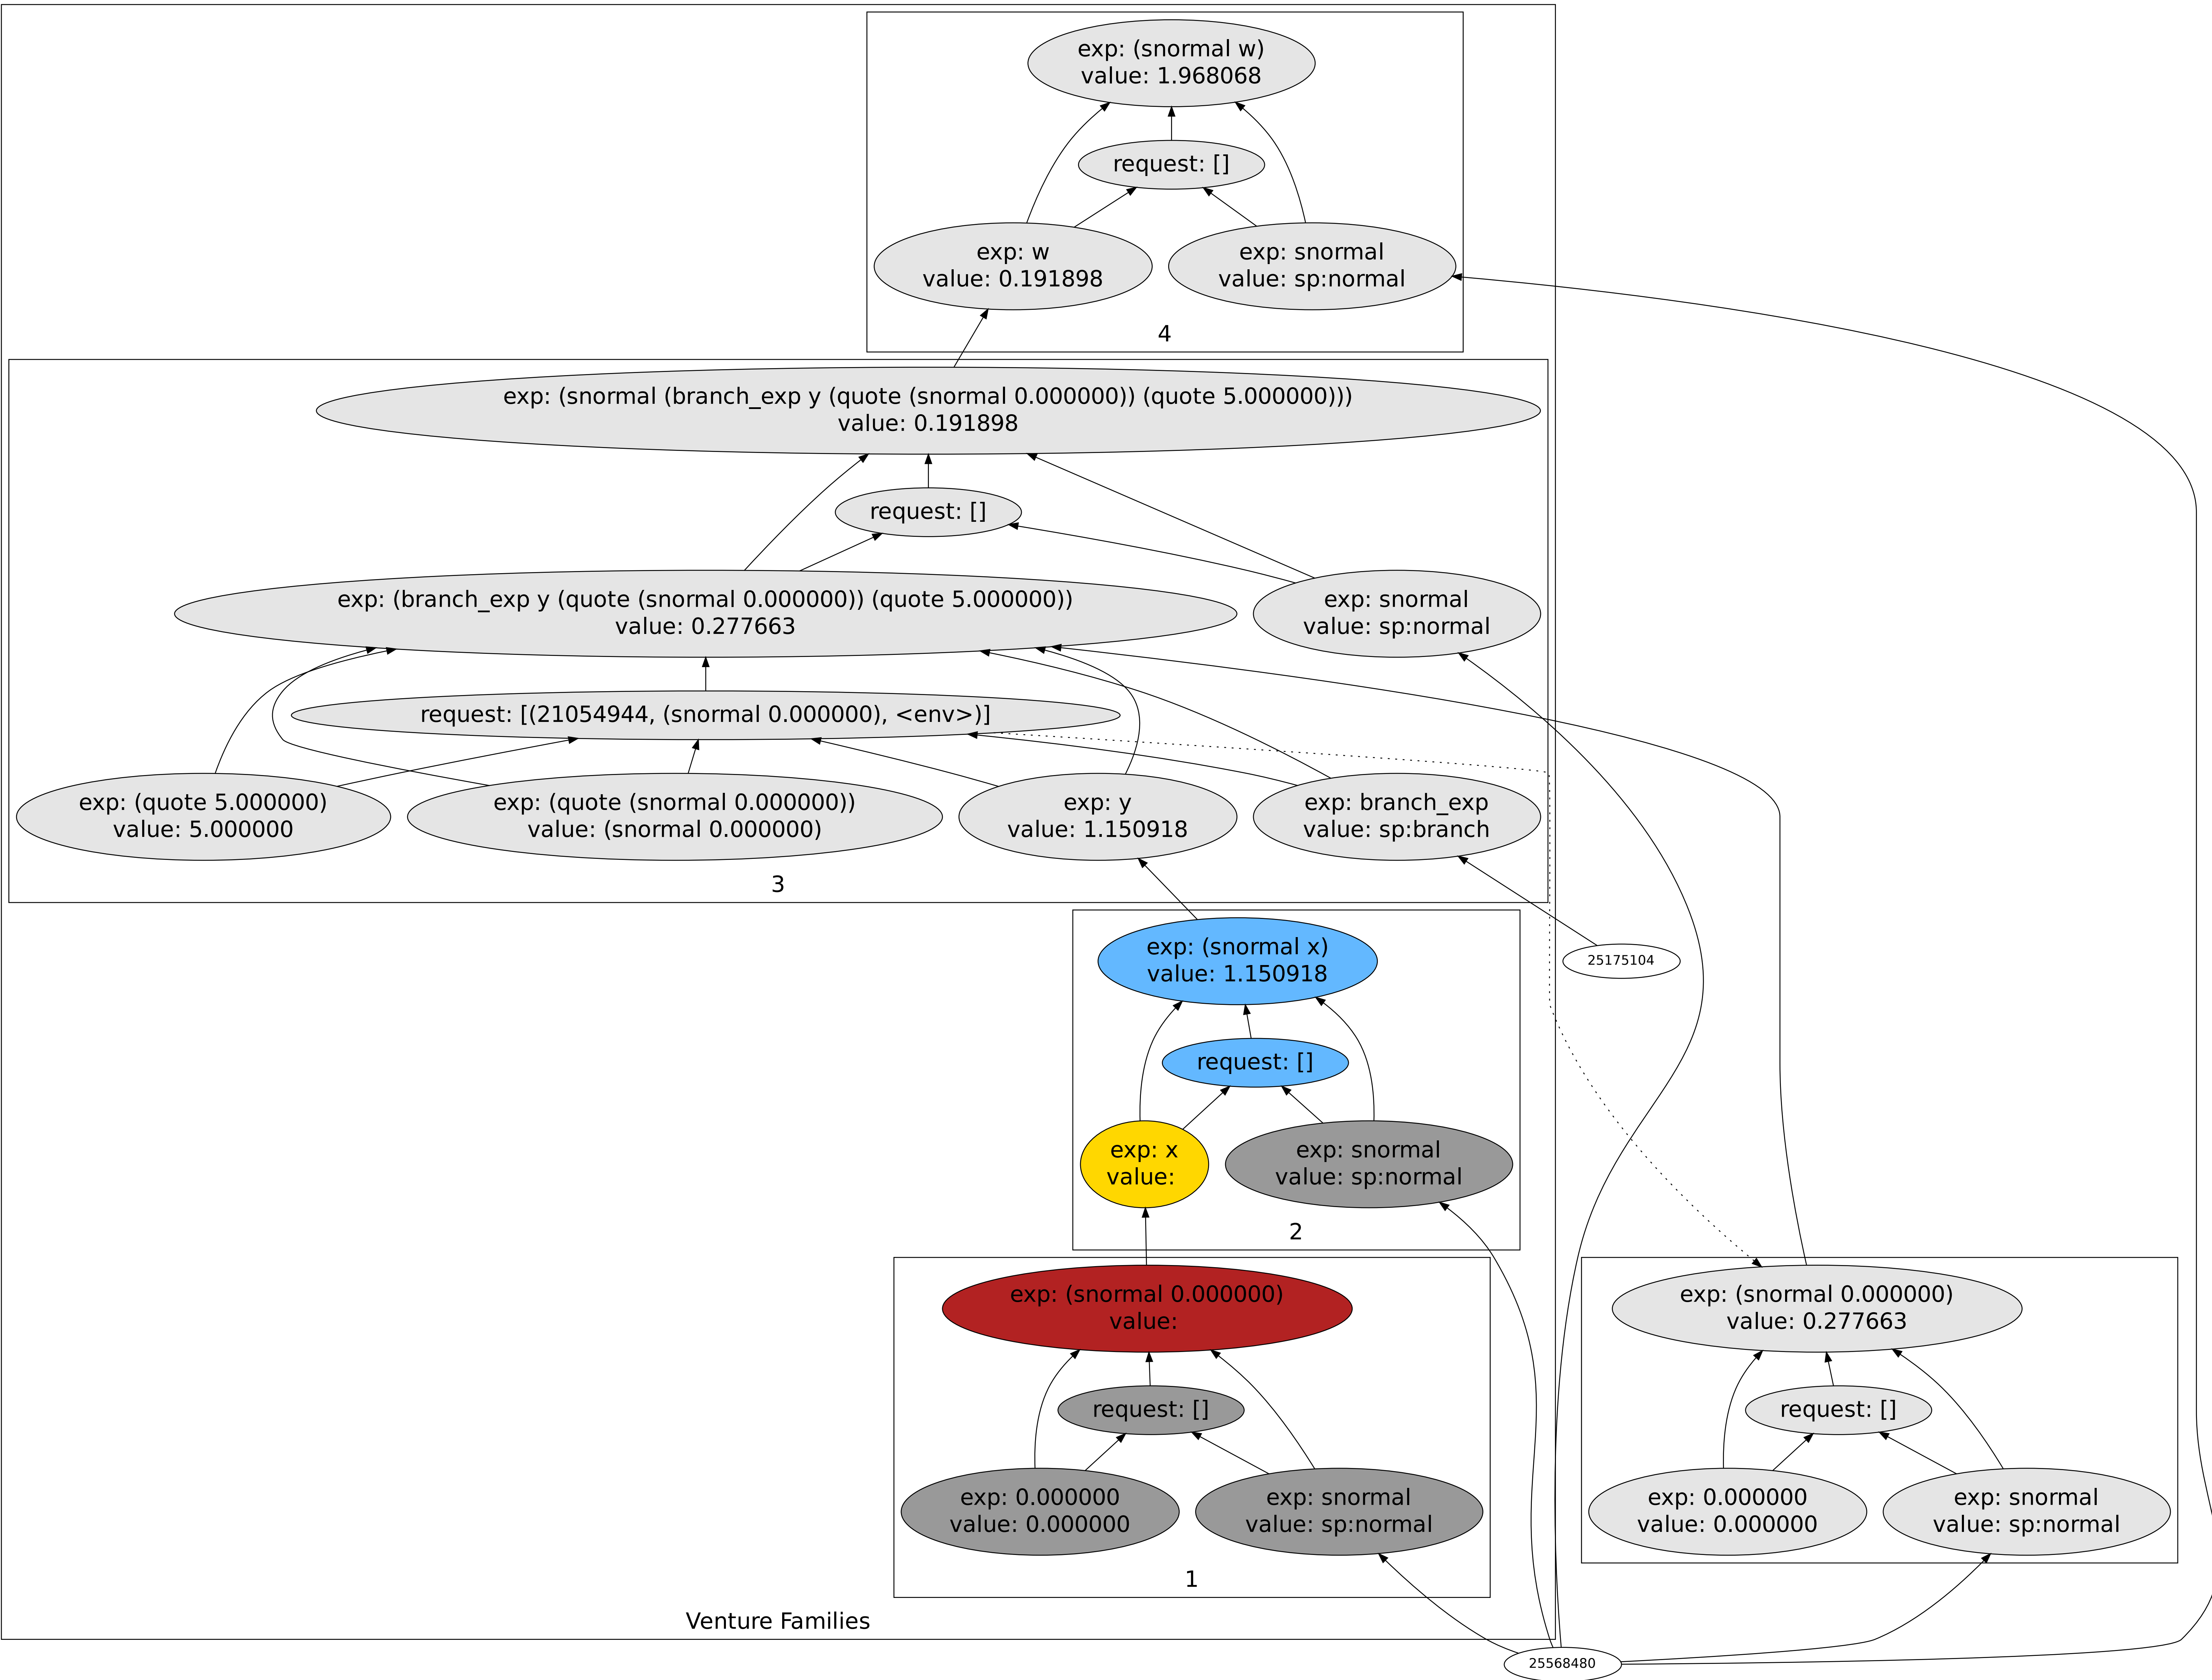 exp: (snormal w)
value: 1.968068
request: []
exp: w
value: 0.191898
exp: snormal
value: sp:normal
4
exp: (snormal (branch_exp y (quote (snormal 0.000000)) (quote 5.000000)))
value: 0.191898
request: []
exp: (branch_exp y (quote (snormal 0.000000)) (quote 5.000000))
value: 0.277663
exp: snormal
value: sp:normal
request: [(21054944, (snormal 0.000000), <env>)]
exp: (quote 5.000000)
value: 5.000000
exp: (quote (snormal 0.000000))
value: (snormal 0.000000)
exp: y
value: 1.150918
exp: branch_exp
value: sp:branch
3
exp: (snormal x)
value: 1.150918
25175104
request: []
exp: x
value:
exp: snormal
value: sp:normal
2
exp: (snormal 0.000000)
value:
request: []
exp: 0.000000
value: 0.000000
exp: snormal
value: sp:normal
1
exp: (snormal 0.000000)
value: 0.277663
request: []
exp: 0.000000
value: 0.000000
exp: snormal
value: sp:normal
Venture Families
25568480